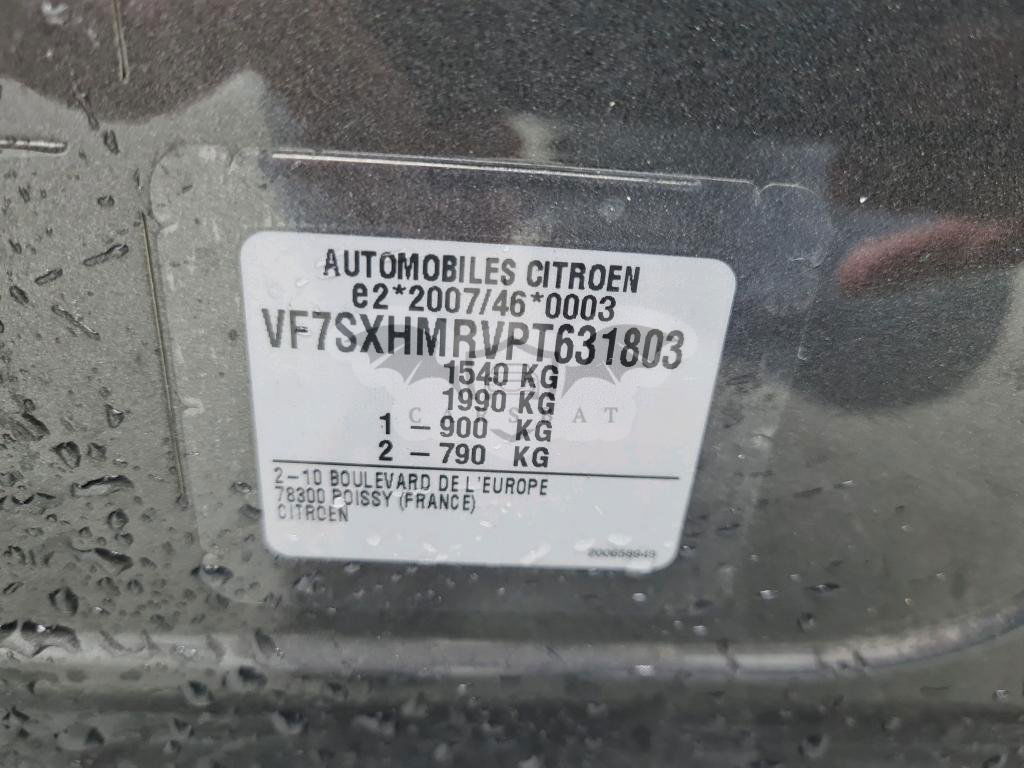 AUTOMOBILES CITROEN
e2*2007/46*0003
VF7SXHMRVPT631803
1540 KG
1990 KG
1 – 900 KG
2 – 790 KG
2–10 BOULEVARD DE L'EUROPE
78300 POISSY (FRANCE)
CITROEN